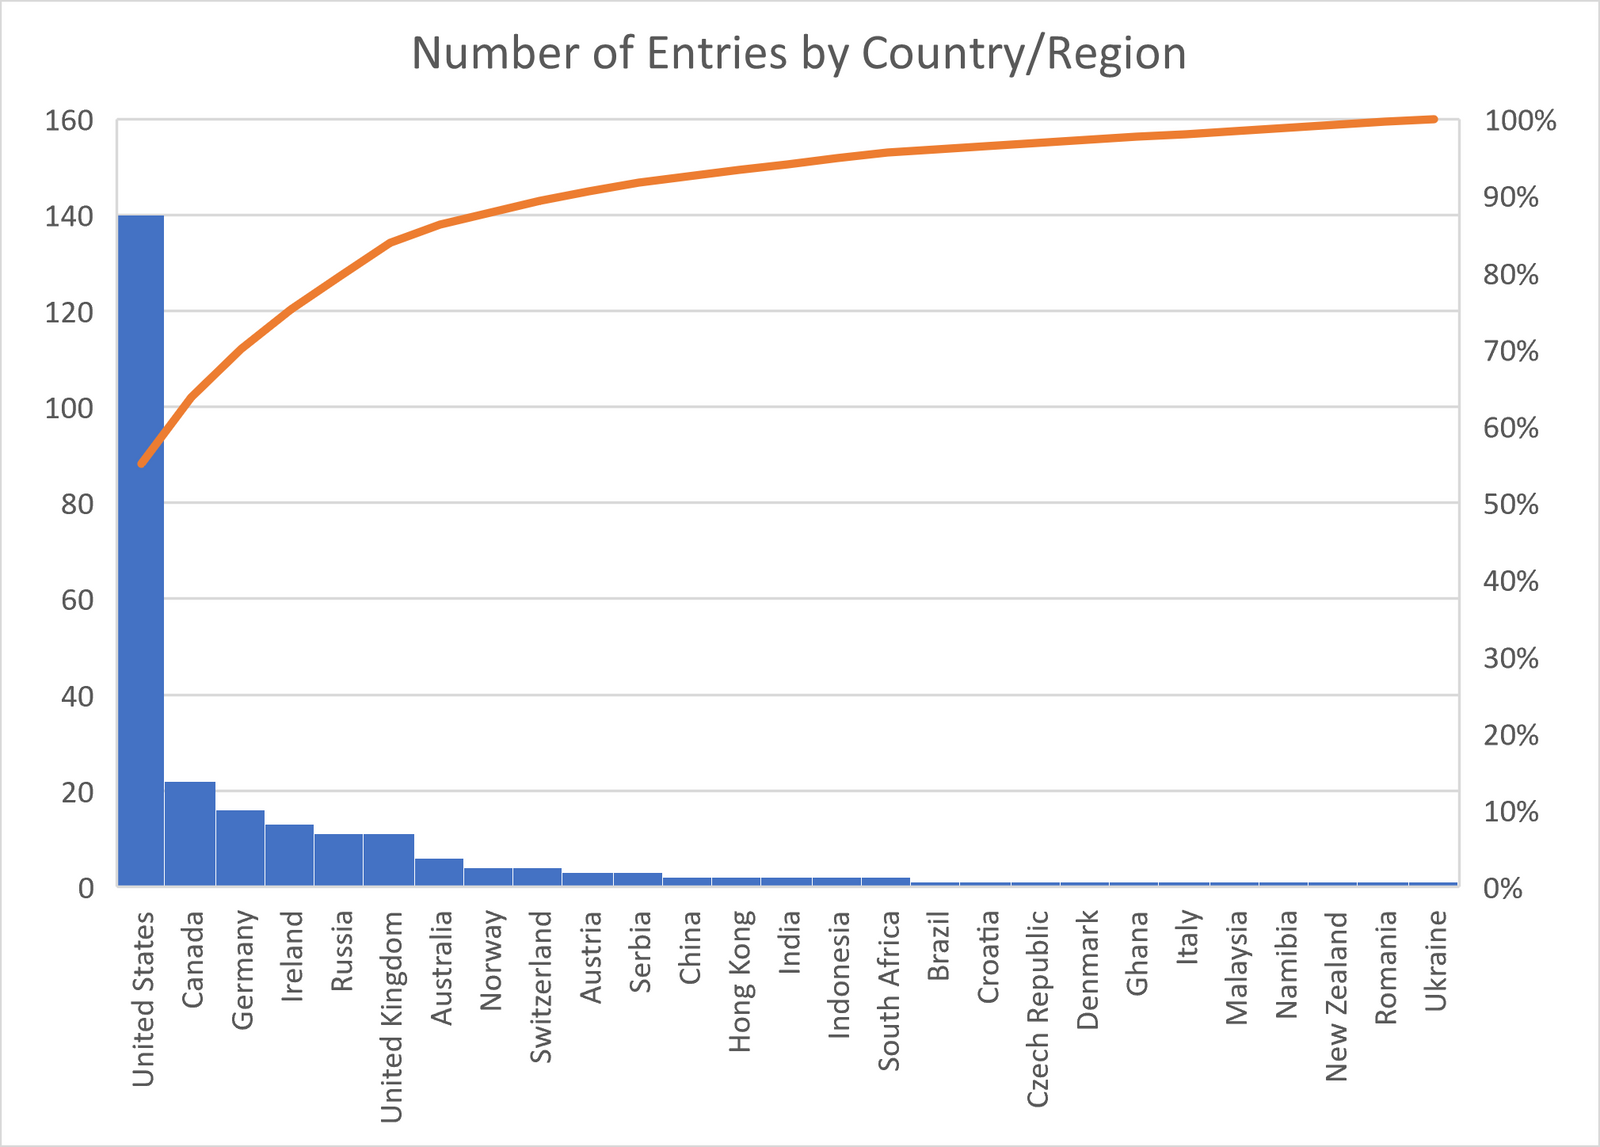 Number of Entries by Country/Region
160
140
120
100
80
60
40
20
0
100%
90%
80%
70%
60%
50%
40%
30%
20%
10%
0%
United States
Canada
Germany
Ireland
Russia
United Kingdom
Australia
Norway
Switzerland
Austria
Serbia
China
Hong Kong
India
Indonesia
South Africa
Brazil
Croatia
Czech Republic
Denmark
Ghana
Italy
Malaysia
Namibia
New Zealand
Romania
Ukraine